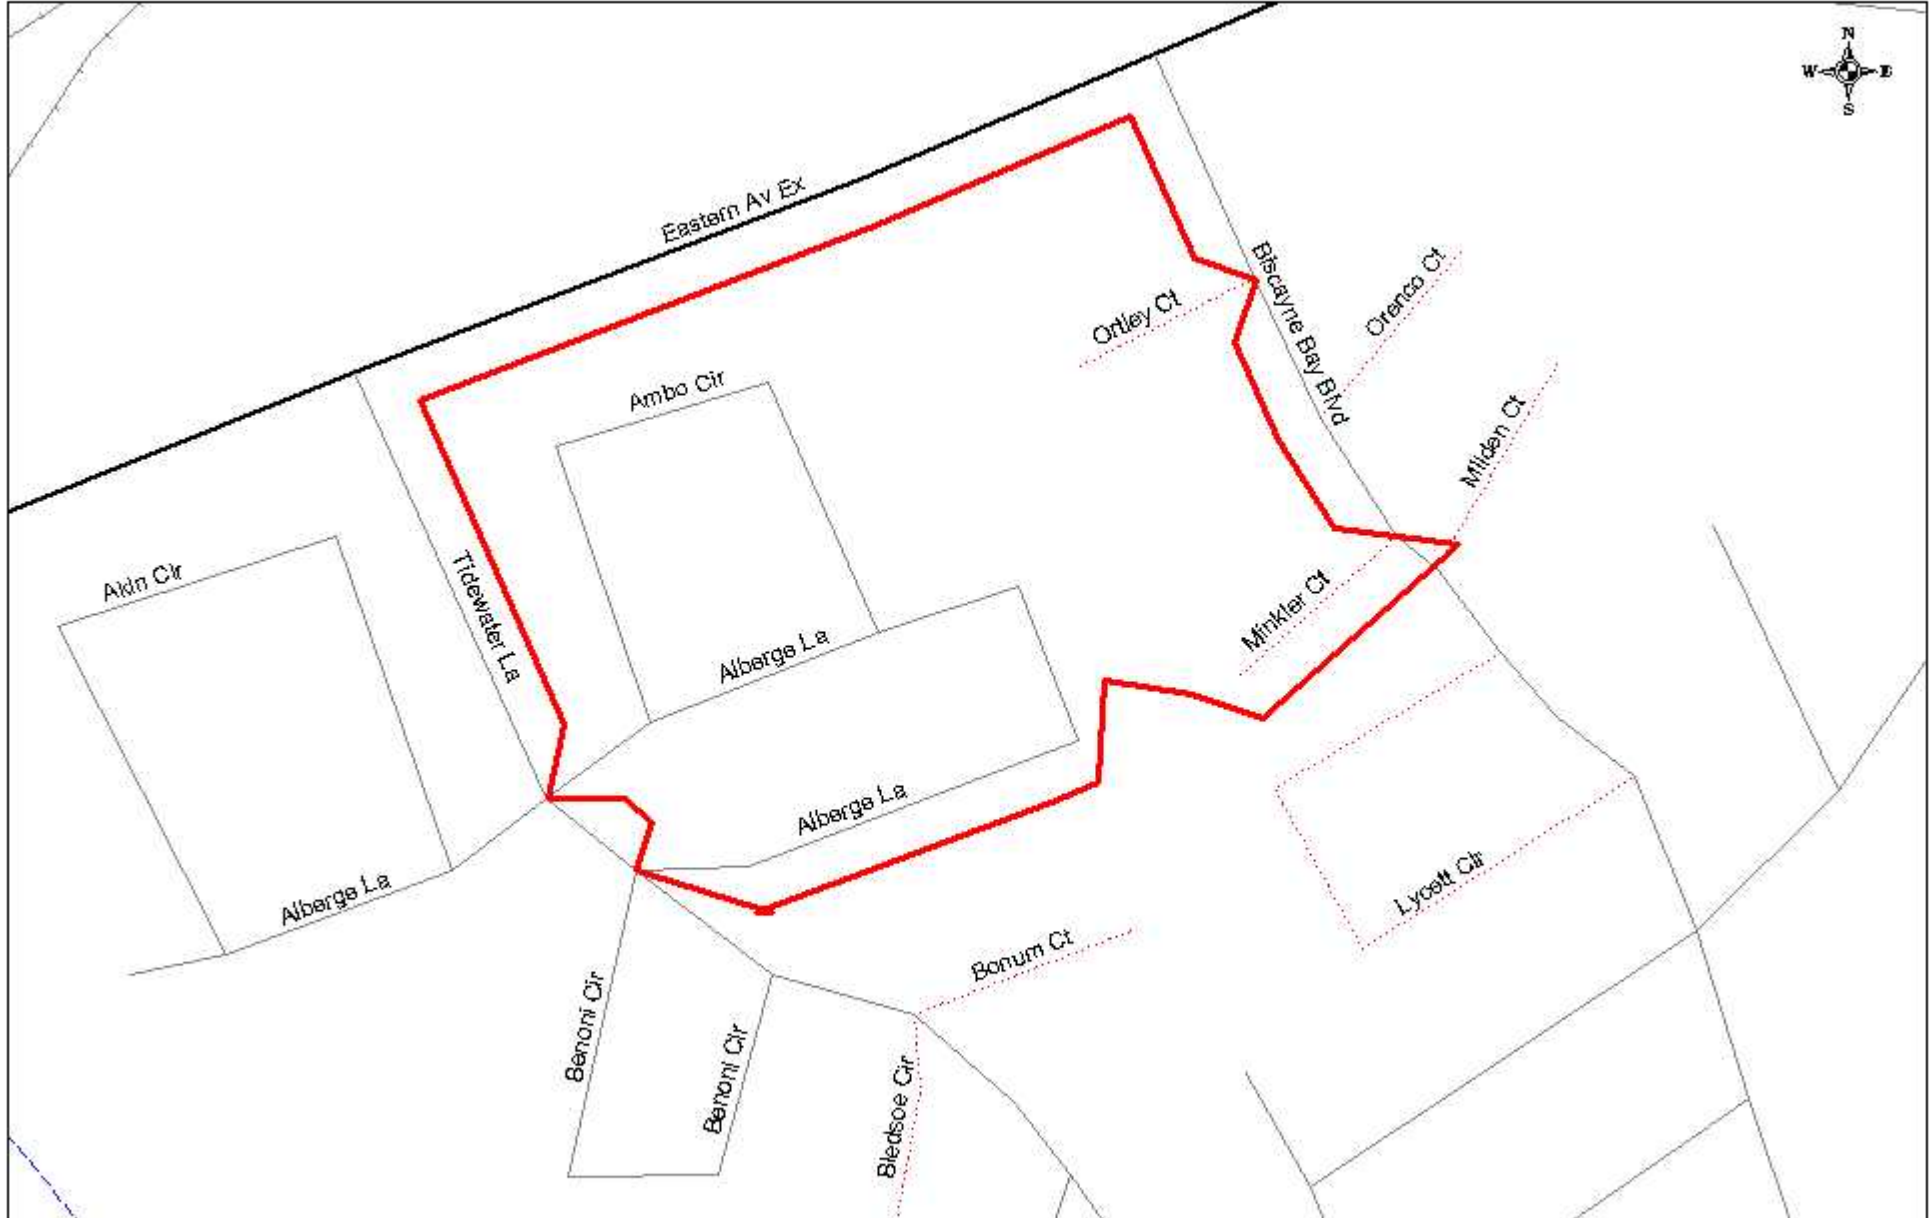 N
W E
S
Eastern Av Ex
Biscayne Bay Blvd
Orenco Ct
Ortley Ct
Ambo Cir
Miliden Ct
Akin Cir
Tidewater La
Minkler Ct
Alberge La
Alberge La
Alberge La
Lycett Cir
Bonum Ct
Benoni Cir
Benoni Cir
Bledsoe Cir